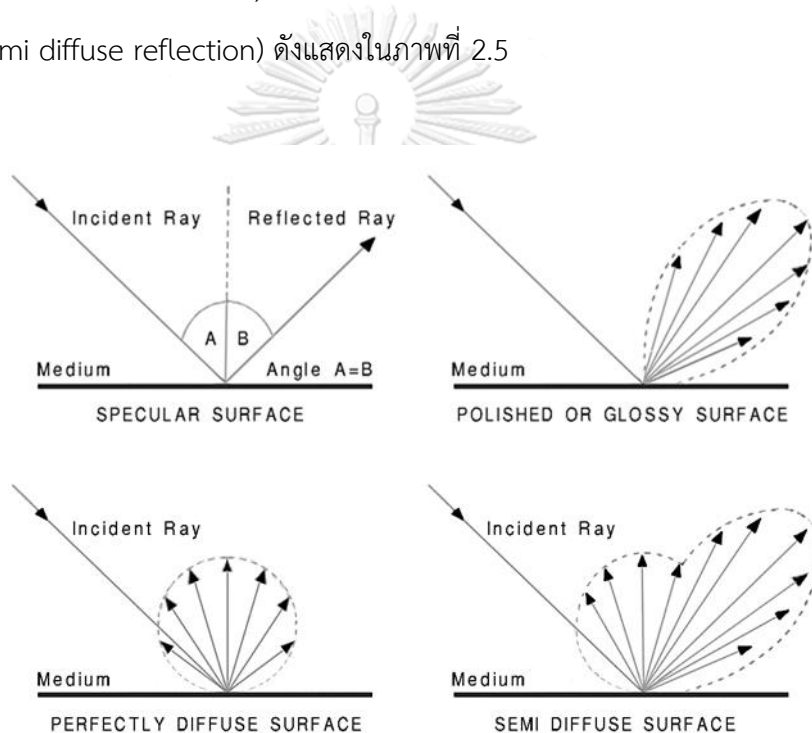 mi diffuse reflection) ดังแสดงในภาพที่ 2.5
Incident Ray
Reflected Ray
A
B
Medium
Angle A=B
SPECULAR SURFACE
Medium
POLISHED OR GLOSSY SURFACE
Incident Ray
Medium
PERFECTLY DIFFUSE SURFACE
Incident Ray
Medium
SEMI DIFFUSE SURFACE